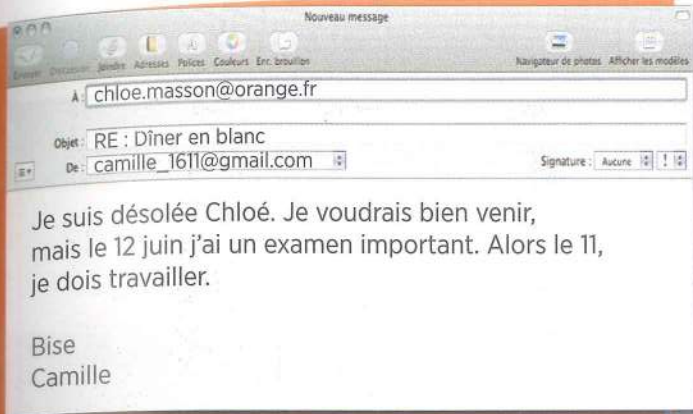 Nouveau message
Envoyer Discussion Joindre Adresses Polices Couleurs Enr. brouillon Navigateur de photos Afficher les modèles
À : chloe.masson@orange.fr
Objet : RE : Dîner en blanc
De : camille_1611@gmail.com Signature : Aucune !
Je suis désolée Chloé. Je voudrais bien venir,
mais le 12 juin j'ai un examen important. Alors le 11,
je dois travailler.
Bise
Camille